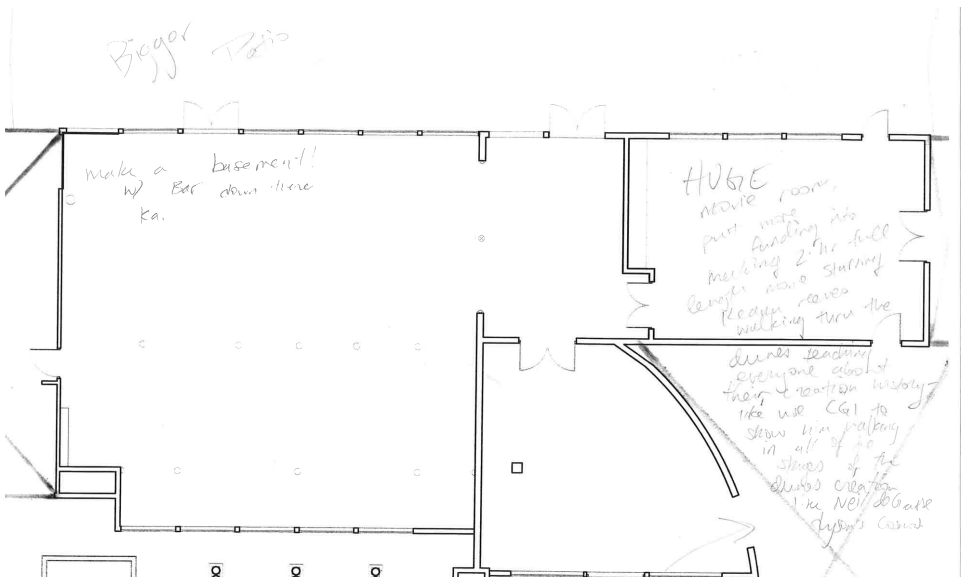 Bigger Patio
make a basement!
w/ Bar down there
Ka.
HUGE
movie room,
put more
funding into
making 2-hr full
length movie starring
Keanu reeves
walking thru the
dunes teaching
everyone about
their creation history -
like use CGI to
show him walking
in all of the
stages of the
dunes creation
like Neil deGrasse
Tyson's Cosmos